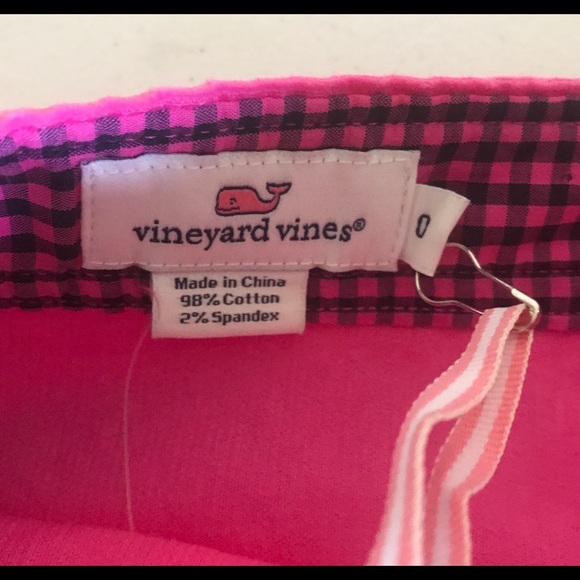 vineyard vines®
0
Made in China
98% Cotton
2% Spandex